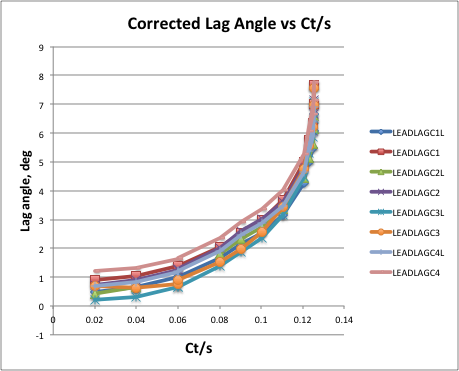 Corrected Lag Angle vs Ct/s
9
8
7
6
5
4
3
2
1
0
-1
Lag angle, deg
0 0.02 0.04 0.06 0.08 0.1 0.12 0.14
Ct/s
LEADLAGC1L
LEADLAGC1
LEADLAGC2L
LEADLAGC2
LEADLAGC3L
LEADLAGC3
LEADLAGC4L
LEADLAGC4